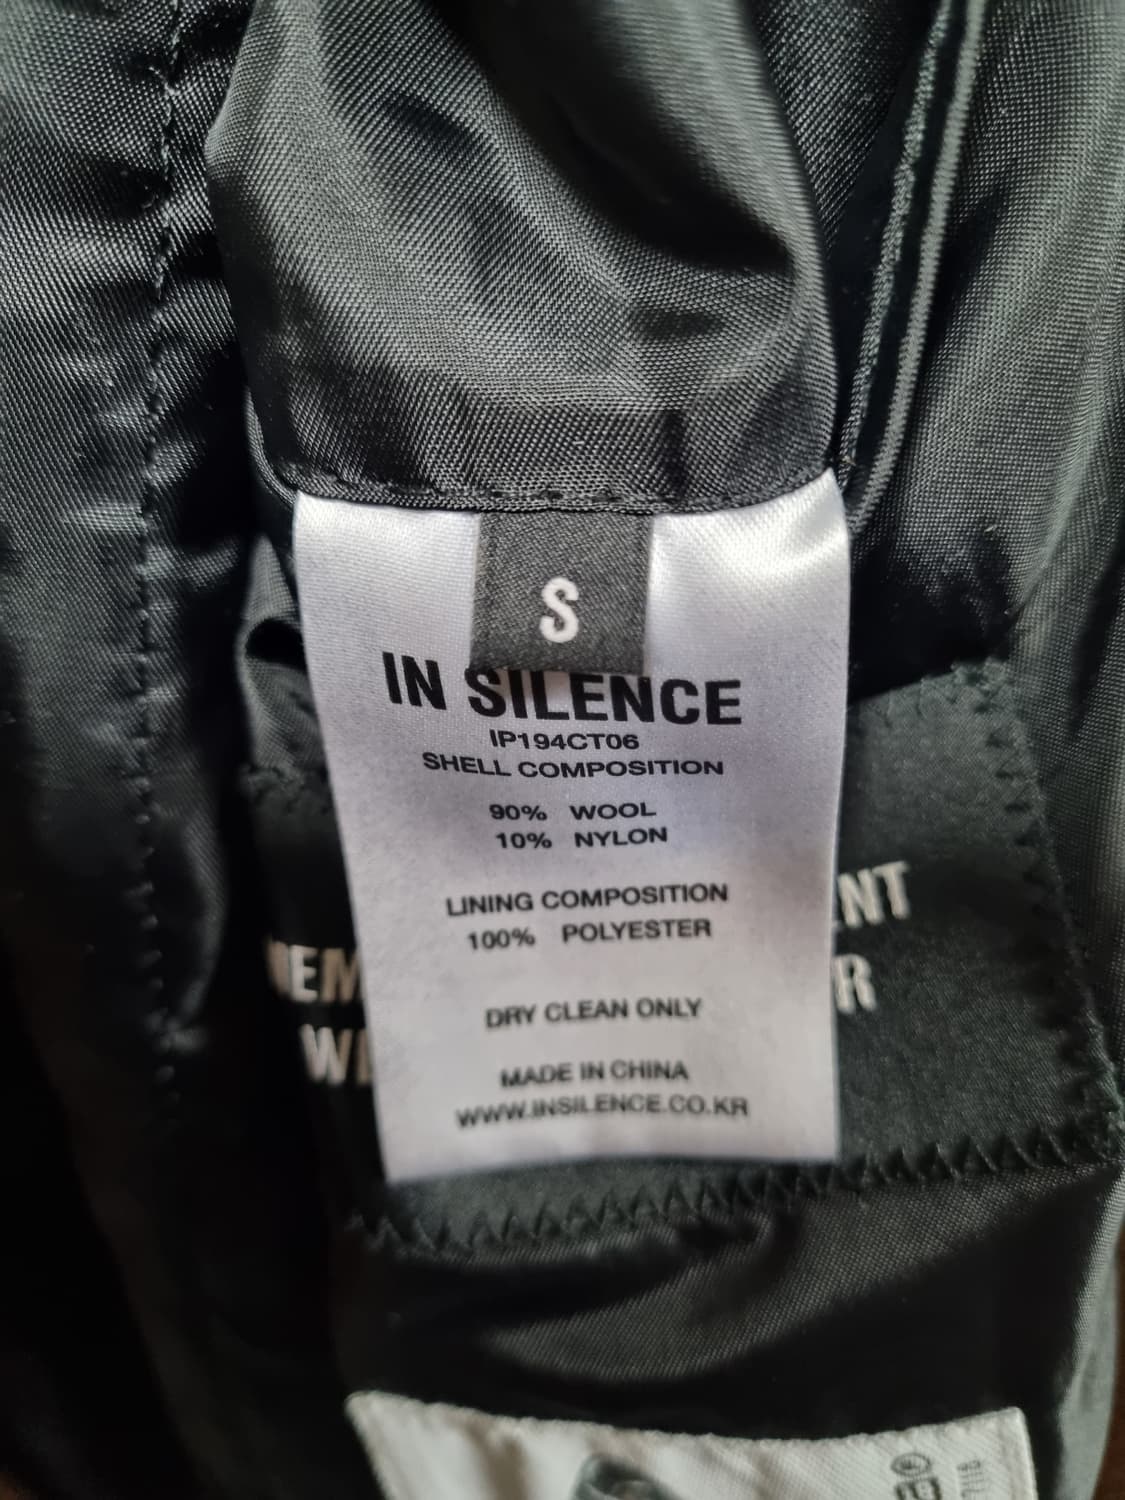 S
IN SILENCE
IP194CT06
SHELL COMPOSITION
90% WOOL
10% NYLON
LINING COMPOSITION
100% POLYESTER
DRY CLEAN ONLY
MADE IN CHINA
WWW.INSILENCE.CO.KR